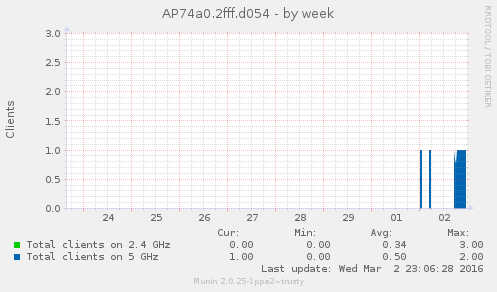 AP74a0.2fff.d054 - by week
RRDTOOL / TOBI OETIKER
Clients
3.0
2.5
2.0
1.5
1.0
0.5
0.0
24 25 26 27 28 29 01 02
Cur: Min: Avg: Max:
Total clients on 2.4 GHz 0.00 0.00 0.34 3.00
Total clients on 5 GHz 1.00 0.00 0.50 2.00
Last update: Wed Mar 2 23:06:28 2016
Munin 2.0.25-1ppa2~trusty